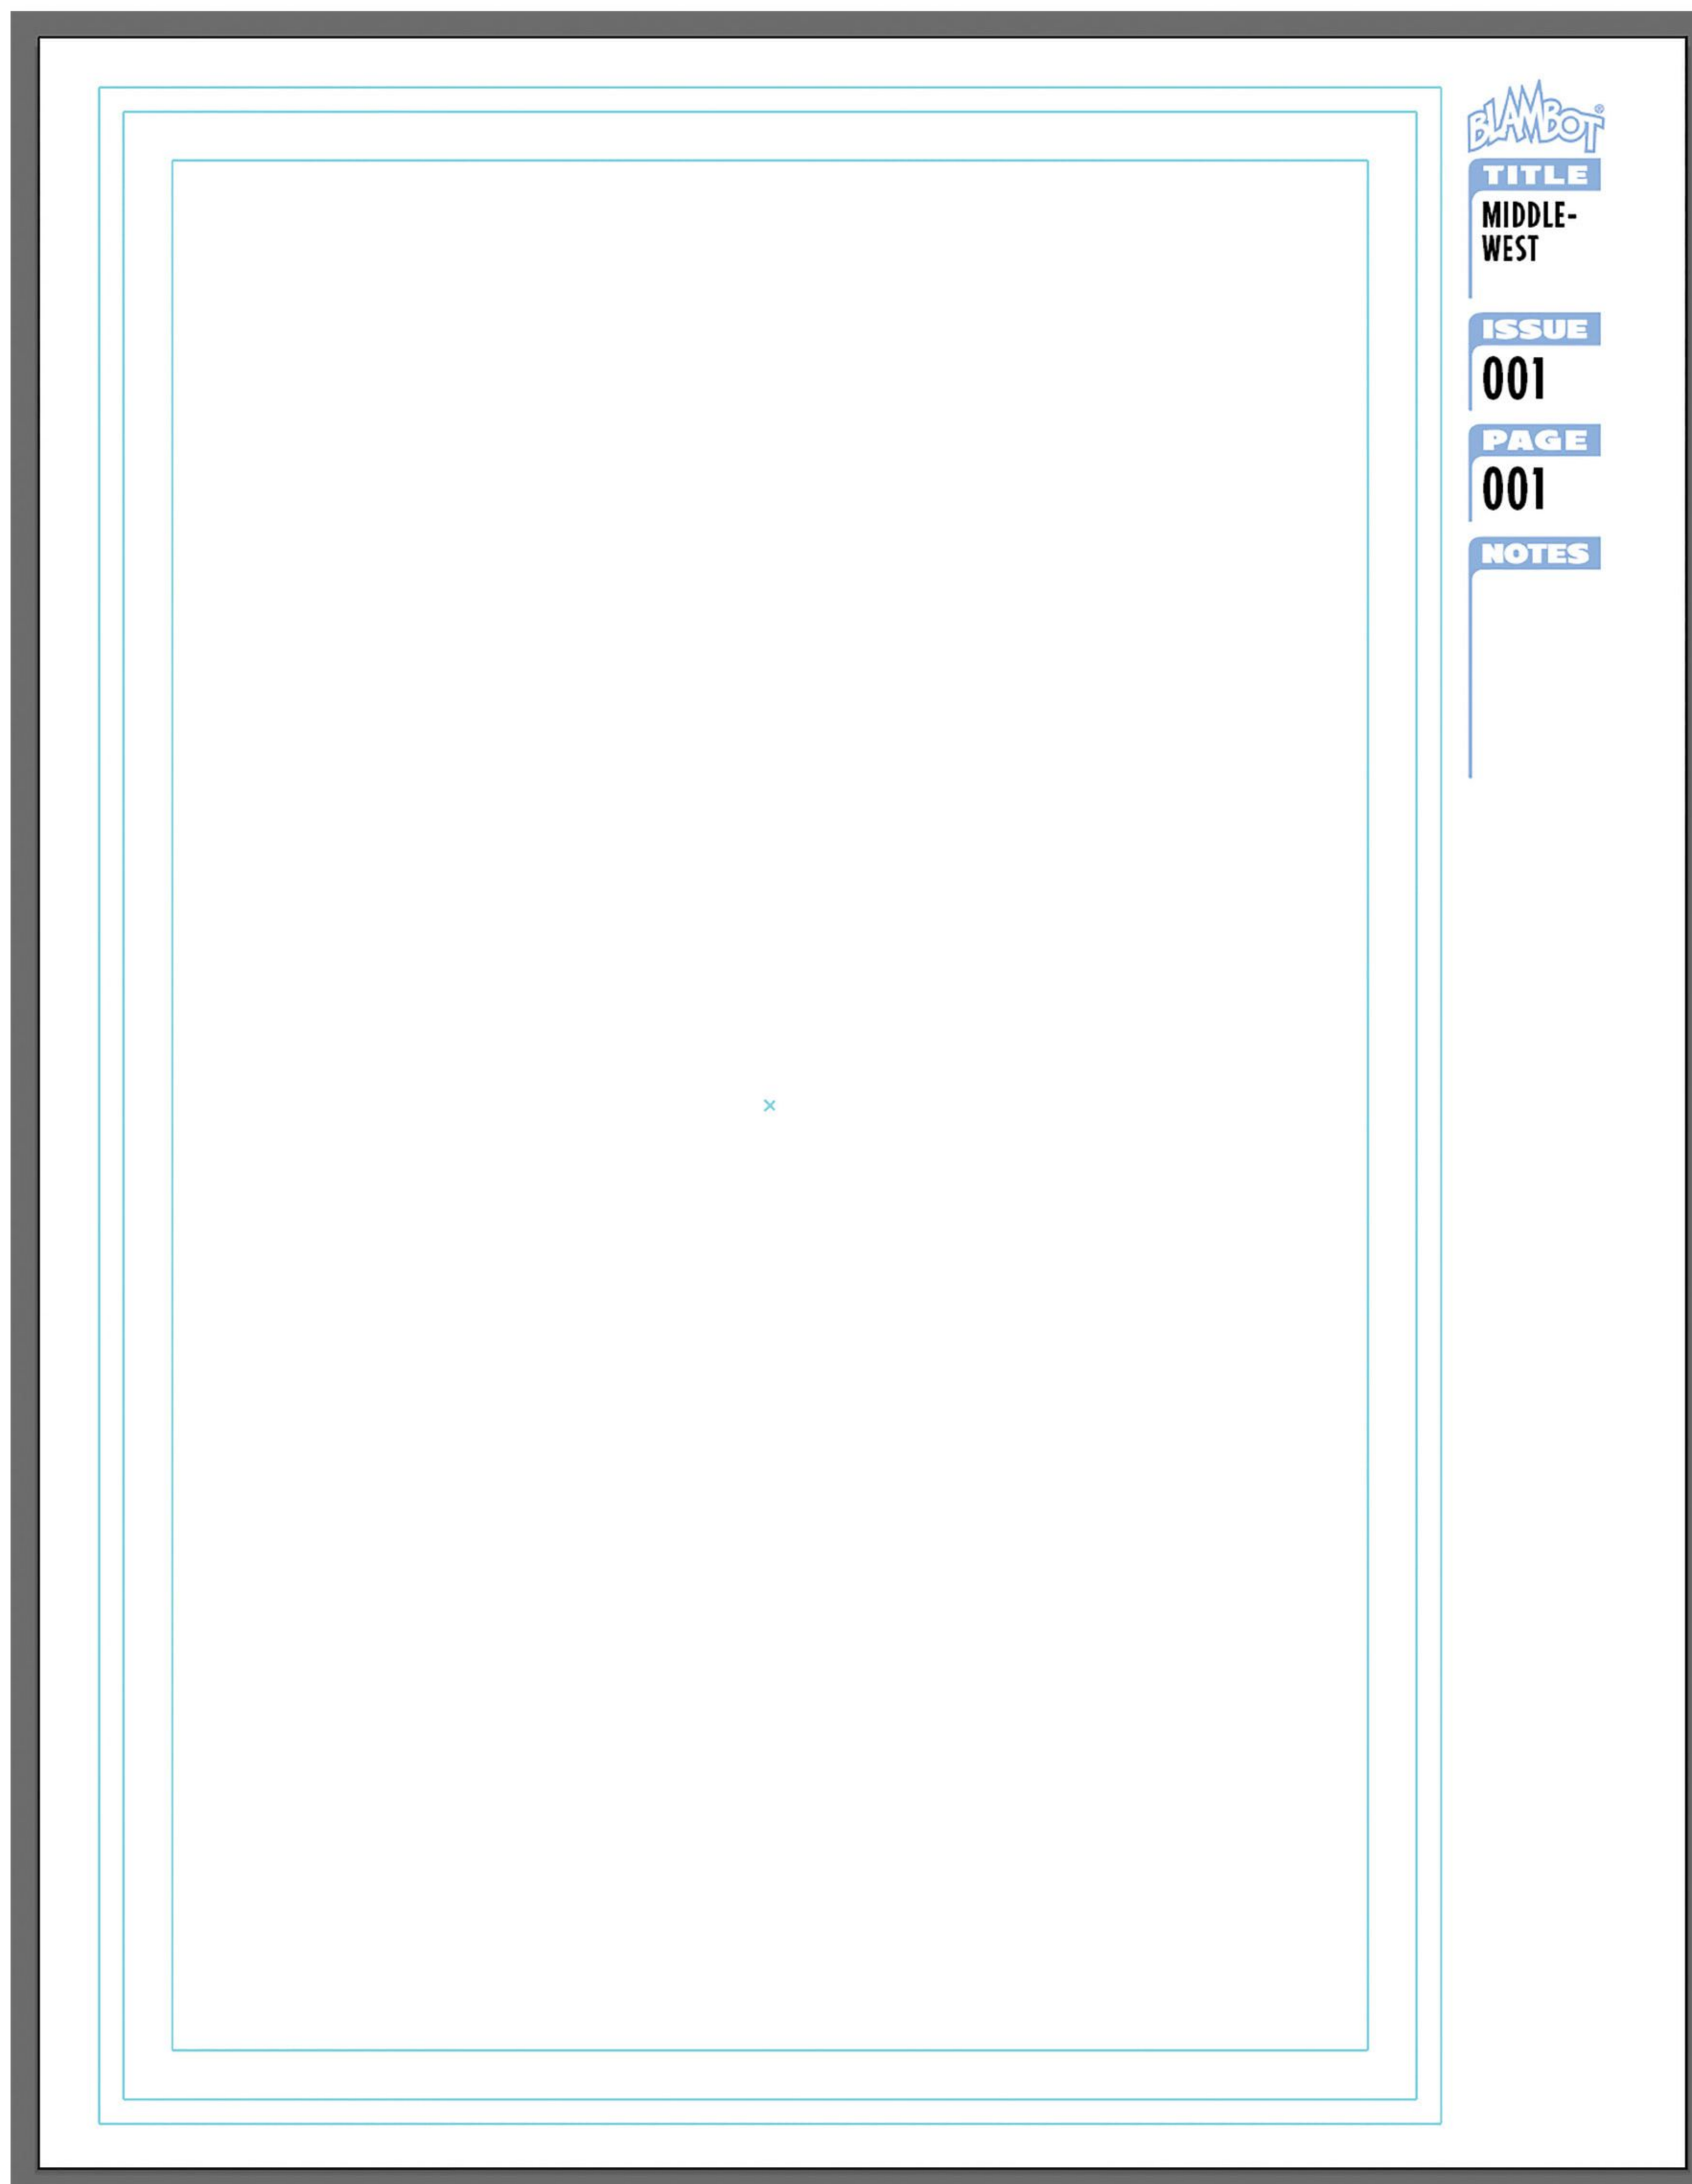 BLAMBOT®
TITLE
MIDDLE-
WEST
ISSUE
001
PAGE
001
NOTES